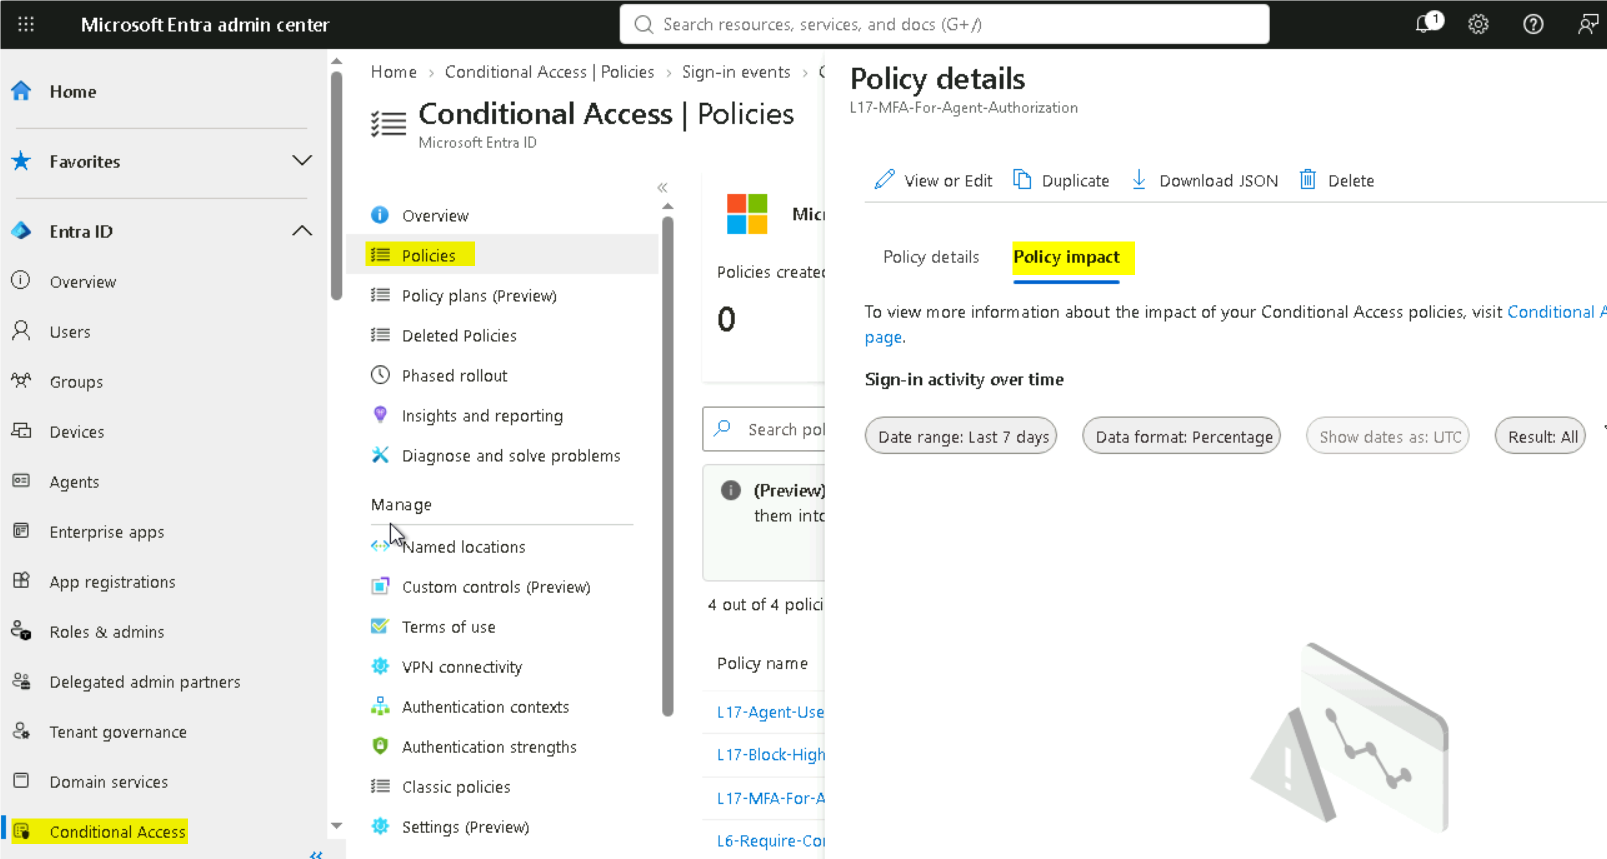 Microsoft Entra admin center
Search resources, services, and docs (G+/)
1
Home
Favorites
Entra ID
Overview
Users
Groups
Devices
Agents
Enterprise apps
App registrations
Roles & admins
Delegated admin partners
Tenant governance
Domain services
Conditional Access
Home > Conditional Access | Policies > Sign-in events >
Conditional Access | Policies
Microsoft Entra ID
Overview
Policies
Policy plans (Preview)
Deleted Policies
Phased rollout
Insights and reporting
Diagnose and solve problems
Manage
Named locations
Custom controls (Preview)
Terms of use
VPN connectivity
Authentication contexts
Authentication strengths
Classic policies
Settings (Preview)
Micr
Policies created
0
Search pol
(Preview)
them into
4 out of 4 polici
Policy name
L17-Agent-Use
L17-Block-High
L17-MFA-For-A
L6-Require-Con
Policy details
L17-MFA-For-Agent-Authorization
View or Edit
Duplicate
Download JSON
Delete
Policy details
Policy impact
To view more information about the impact of your Conditional Access policies, visit Conditional A
page.
Sign-in activity over time
Date range: Last 7 days
Data format: Percentage
Show dates as: UTC
Result: All